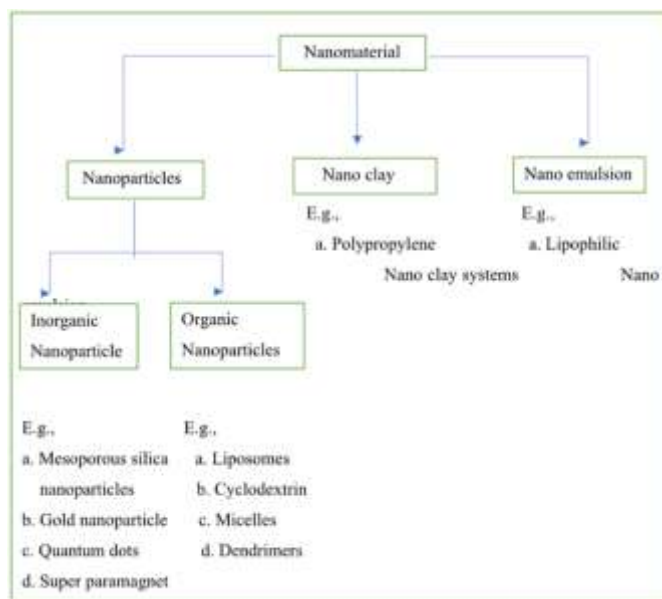 Nanomaterial
Nanoparticles
Nano clay
Nano emulsion
E.g.,
a. Polypropylene
Nano clay systems
E.g.,
a. Lipophilic
Nano
Inorganic
Nanoparticle
Organic
Nanoparticles
E.g.,
a. Mesoporous silica
nanoparticles
b. Gold nanoparticle
c. Quantum dots
d. Super paramagnet
E.g.,
a. Liposomes
b. Cyclodextrin
c. Micelles
d. Dendrimers